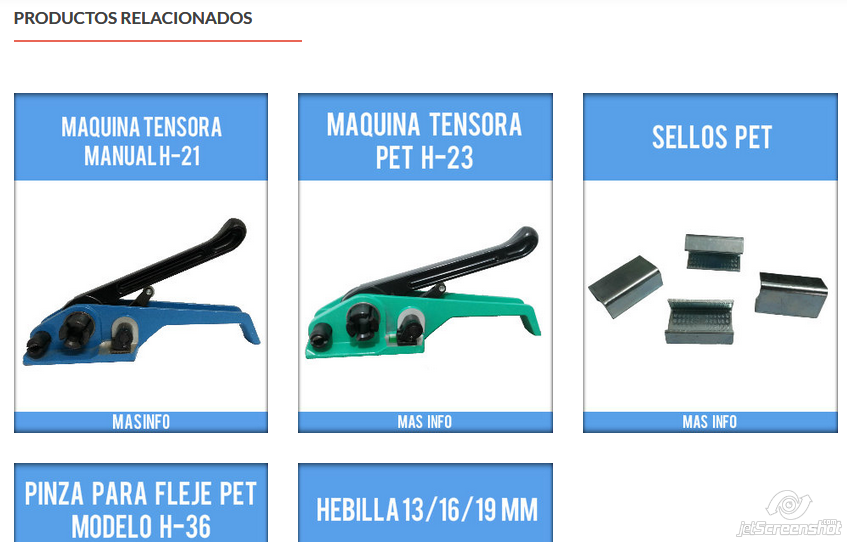 PRODUCTOS RELACIONADOS
MAQUINA TENSORA
MANUAL H-21
MAQUINA TENSORA
PET H-23
SELLOS PET
MAS INFO
MAS INFO
MAS INFO
PINZA PARA FLEJE PET
MODELO H-36
HEBILLA 13/16/19 MM
jetScreenshot.com